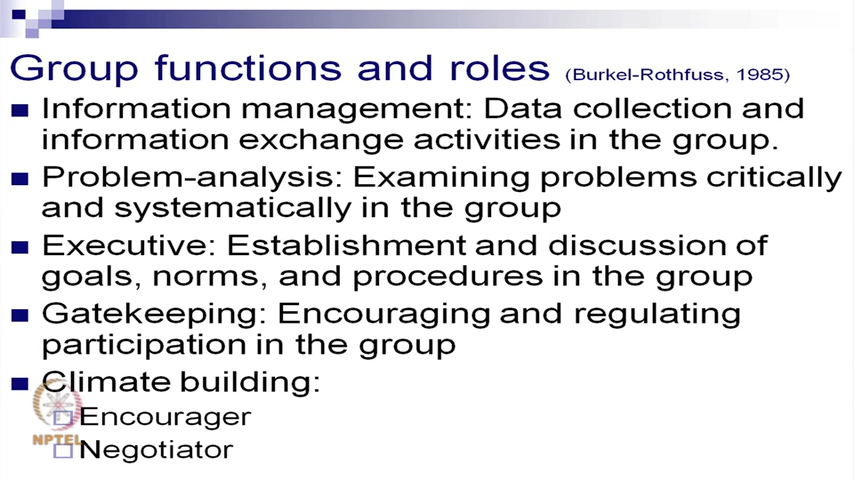 Group functions and roles (Burkel-Rothfuss, 1985)
Information management: Data collection and
information exchange activities in the group.
Problem-analysis: Examining problems critically
and systematically in the group
Executive: Establishment and discussion of
goals, norms, and procedures in the group
Gatekeeping: Encouraging and regulating
participation in the group
Climate building:
Encourager
Negotiator
NPTEL